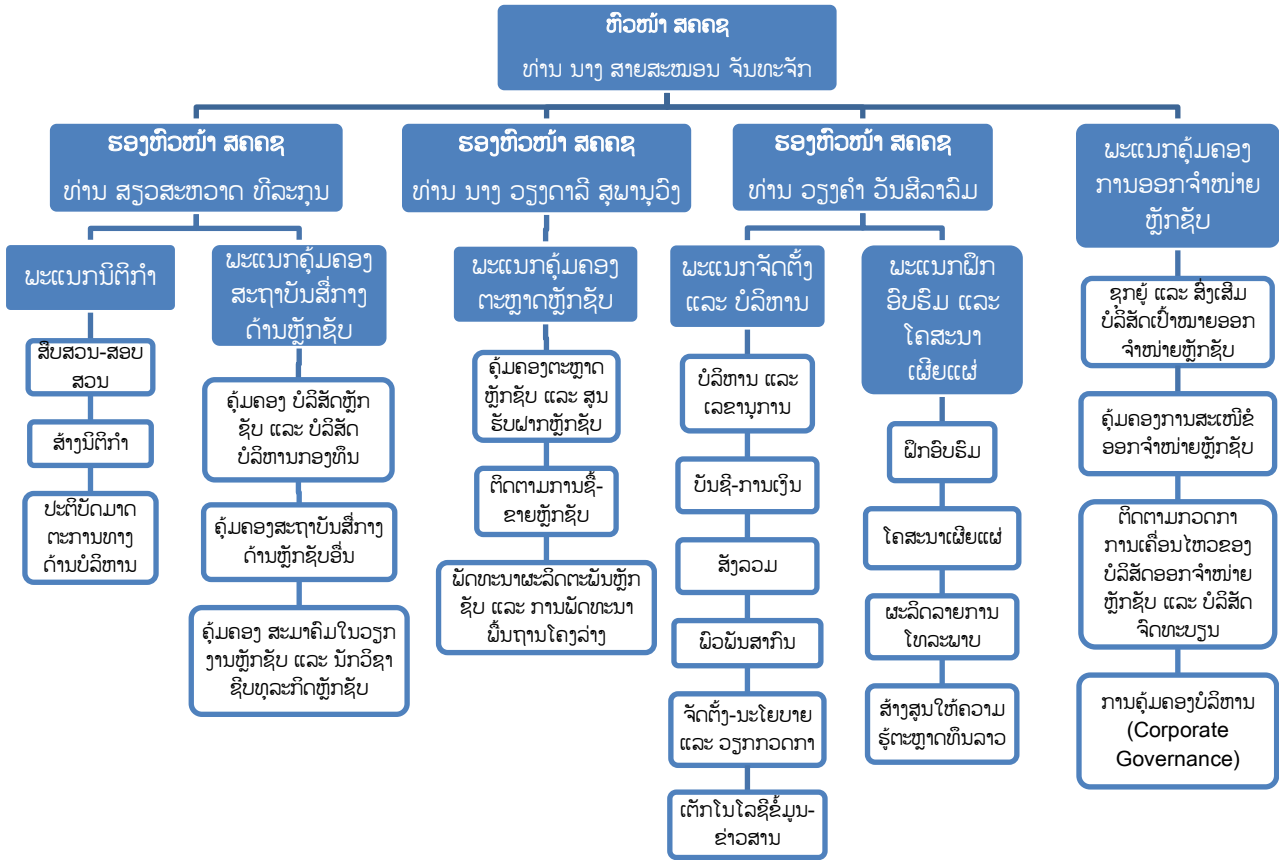 ຫົວໜ້າ ສຄຄຊ
ທ່ານ ນາງ ສາຍສະໝອນ ຈັນທະຈັກ
ຮອງຫົວໜ້າ ສຄຄຊ
ທ່ານ ສຽວສະຫວາດ ທີລະກຸນ
ພະແນກນິຕິກຳ
ສືບສວນ-ສອບ
ສວນ
ສ້າງນິຕິກຳ
ປະຕິບັດມາດ
ຕະການທາງ
ດ້ານບໍລິຫານ
ພະແນກຄຸ້ມຄອງ
ສະຖາບັນສື່ກາງ
ດ້ານຫຼັກຊັບ
ຄຸ້ມຄອງ ບໍລິສັດຫຼັກ
ຊັບ ແລະ ບໍລິສັດ
ບໍລິຫານກອງທຶນ
ຄຸ້ມຄອງສະຖາບັນສື່ກາງ
ດ້ານຫຼັກຊັບອື່ນ
ຄຸ້ມຄອງ ສະມາຄົມໃນວຽກ
ງານຫຼັກຊັບ ແລະ ນັກວິຊາ
ຊີບທຸລະກິດຫຼັກຊັບ
ຮອງຫົວໜ້າ ສຄຄຊ
ທ່ານ ນາງ ວຽງດາລີ ສຸພານຸວົງ
ພະແນກຄຸ້ມຄອງ
ຕະຫຼາດຫຼັກຊັບ
ຄຸ້ມຄອງຕະຫຼາດ
ຫຼັກຊັບ ແລະ ສູນ
ຮັບຝາກຫຼັກຊັບ
ຕິດຕາມການຊື້-
ຂາຍຫຼັກຊັບ
ພັດທະນາຜະລິດຕະພັນຫຼັກ
ຊັບ ແລະ ການພັດທະນາ
ພື້ນຖານໂຄງລ່າງ
ຮອງຫົວໜ້າ ສຄຄຊ
ທ່ານ ວຽງຄຳ ວັນສີລາລົມ
ພະແນກຈັດຕັ້ງ
ແລະ ບໍລິຫານ
ບໍລິຫານ ແລະ
ເລຂານຸການ
ບັນຊີ-ການເງິນ
ສັງລວມ
ພົວພັນສາກົນ
ຈັດຕັ້ງ-ນະໂຍບາຍ
ແລະ ວຽກກວດກາ
ເຕັກໂນໂລຊີຂໍ້ມູນ-
ຂ່າວສານ
ພະແນກຝຶກ
ອົບຮົມ ແລະ
ໂຄສະນາ
ເຜີຍແຜ່
ຝຶກອົບຮົມ
ໂຄສະນາເຜີຍແຜ່
ຜະລິດລາຍການ
ໂທລະພາບ
ສ້າງສູນໃຫ້ຄວາມ
ຮູ້ຕະຫຼາດທຶນລາວ
ພະແນກຄຸ້ມຄອງ
ການອອກຈຳໜ່າຍ
ຫຼັກຊັບ
ຊຸກຍູ້ ແລະ ສົ່ງເສີມ
ບໍລິສັດເປົ້າໝາຍອອກ
ຈຳໜ່າຍຫຼັກຊັບ
ຄຸ້ມຄອງການສະເໜີຂໍ
ອອກຈຳໜ່າຍຫຼັກຊັບ
ຕິດຕາມກວດກາ
ການເຄື່ອນໄຫວຂອງ
ບໍລິສັດອອກຈຳໜ່າຍ
ຫຼັກຊັບ ແລະ ບໍລິສັດ
ຈົດທະບຽນ
ການຄຸ້ມຄອງບໍລິຫານ
(Corporate
Governance)